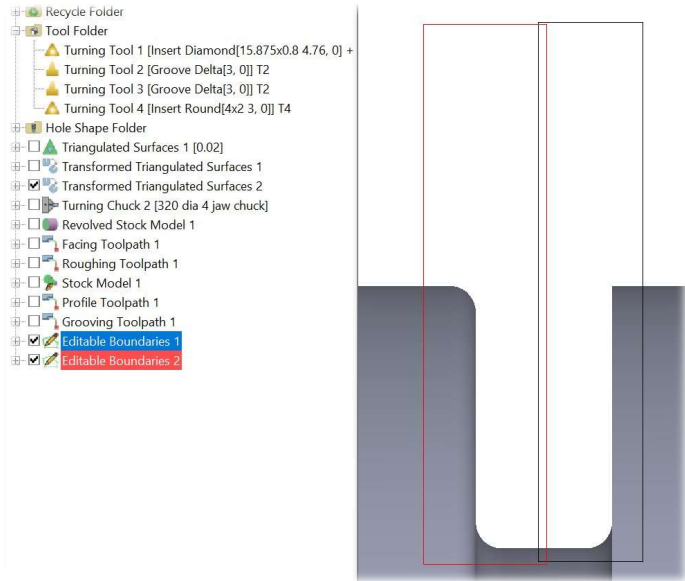 Recycle Folder
Tool Folder
Turning Tool 1 [Insert Diamond[15.875x0.8 4.76, 0] +
Turning Tool 2 [Groove Delta[3, 0]] T2
Turning Tool 3 [Groove Delta[3, 0]] T2
Turning Tool 4 [Insert Round[4x2 3, 0]] T4
Hole Shape Folder
Triangulated Surfaces 1 [0.02]
Transformed Triangulated Surfaces 1
Transformed Triangulated Surfaces 2
Turning Chuck 2 [320 dia 4 jaw chuck]
Revolved Stock Model 1
Facing Toolpath 1
Roughing Toolpath 1
Stock Model 1
Profile Toolpath 1
Grooving Toolpath 1
Editable Boundaries 1
Editable Boundaries 2